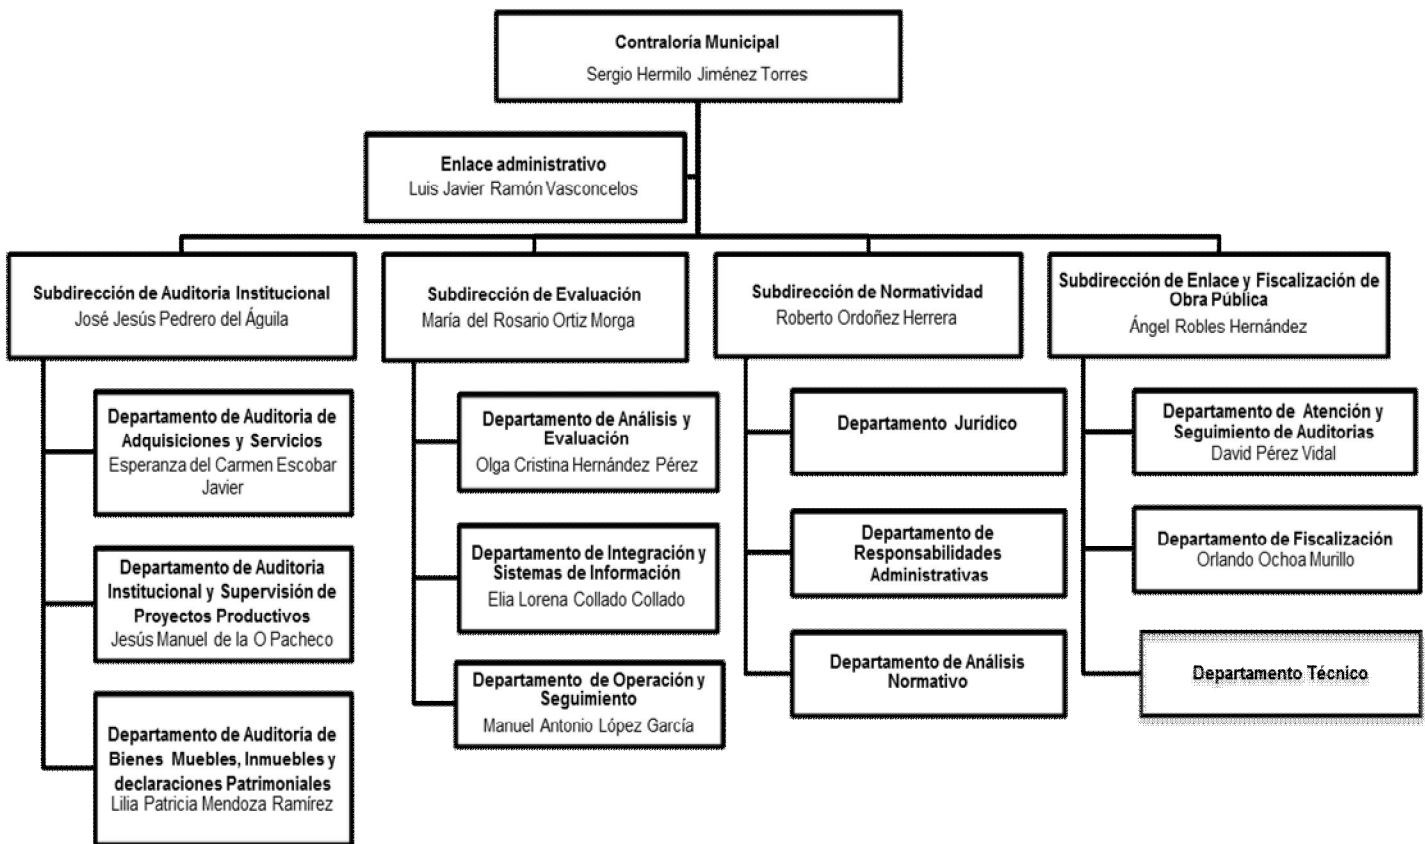 Contraloría Municipal
Sergio Hermilo Jiménez Torres
Enlace administrativo
Luis Javier Ramón Vasconcelos
Subdirección de Auditoria Institucional
José Jesús Pedrero del Águila
Departamento de Auditoria de
Adquisiciones y Servicios
Esperanza del Carmen Escobar
Javier
Departamento de Auditoria
Institucional y Supervisión de
Proyectos Productivos
Jesús Manuel de la O Pacheco
Departamento de Auditoría de
Bienes Muebles, Inmuebles y
declaraciones Patrimoniales
Lilia Patricia Mendoza Ramírez
Subdirección de Evaluación
María del Rosario Ortiz Morga
Departamento de Análisis y
Evaluación
Olga Cristina Hernández Pérez
Departamento de Integración y
Sistemas de Información
Elia Lorena Collado Collado
Departamento de Operación y
Seguimiento
Manuel Antonio López García
Subdirección de Normatividad
Roberto Ordoñez Herrera
Departamento Jurídico
Departamento de
Responsabilidades
Administrativas
Departamento de Análisis
Normativo
Subdirección de Enlace y Fiscalización de
Obra Pública
Ángel Robles Hernández
Departamento de Atención y
Seguimiento de Auditorias
David Pérez Vidal
Departamento de Fiscalización
Orlando Ochoa Murillo
Departamento Técnico